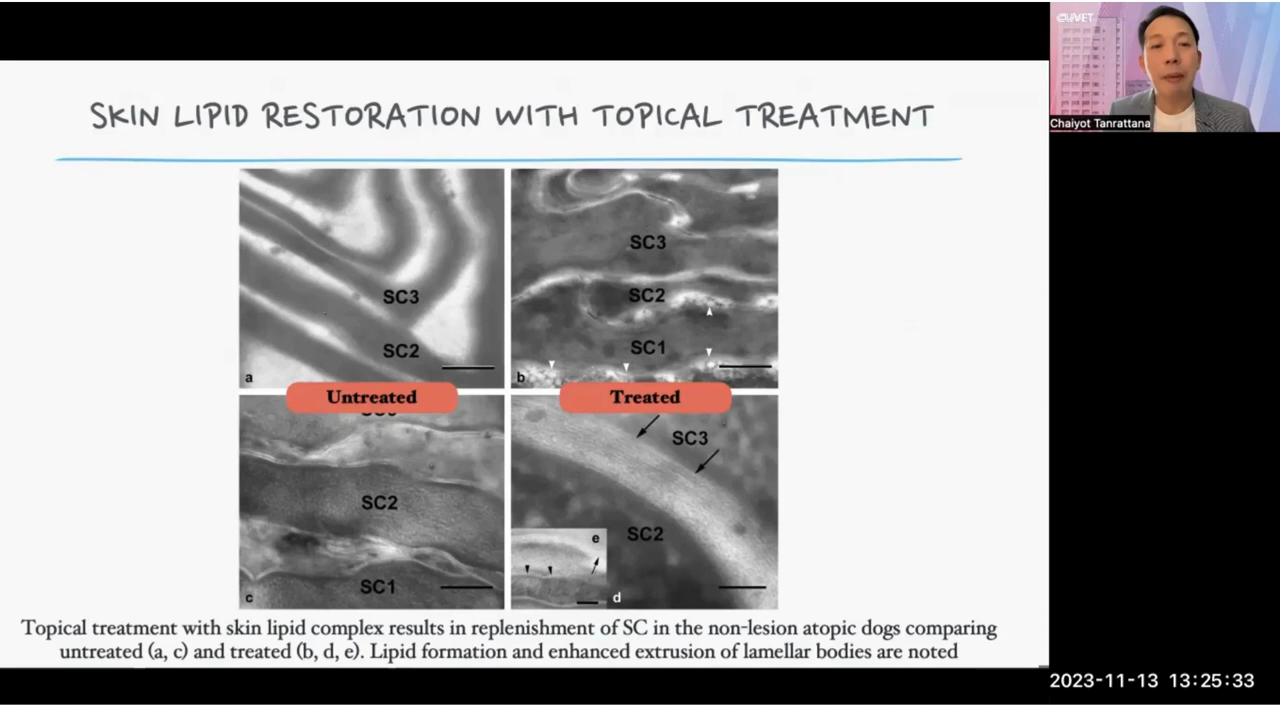 SKIN LIPID RESTORATION WITH TOPICAL TREATMENT
CUVET
Chaiyot Tanrattana
SC3
SC2
a
SC3
SC2
SC1
b
Untreated
Treated
SC2
SC1
c
SC3
SC2
e
d
Topical treatment with skin lipid complex results in replenishment of SC in the non-lesion atopic dogs comparing
untreated (a, c) and treated (b, d, e). Lipid formation and enhanced extrusion of lamellar bodies are noted
2023-11-13 13:25:33